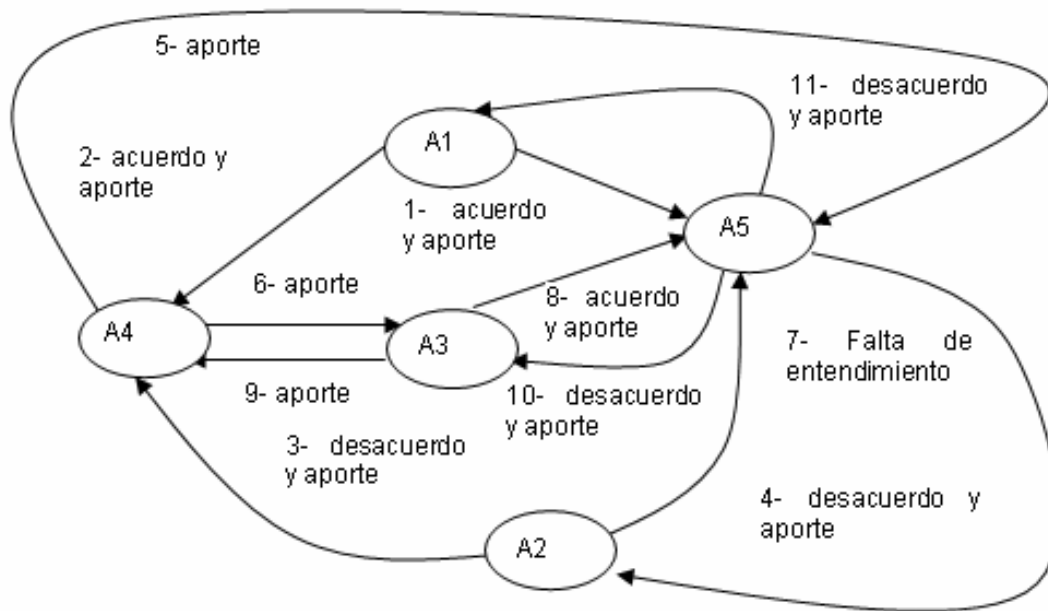 5- aporte
11- desacuerdo
y aporte
A1
2- acuerdo y
aporte
1- acuerdo
y aporte
A5
6- aporte
8- acuerdo
y aporte
A4
A3
7- Falta de
entendimiento
9- aporte
10- desacuerdo
y aporte
3- desacuerdo
y aporte
4- desacuerdo y
aporte
A2